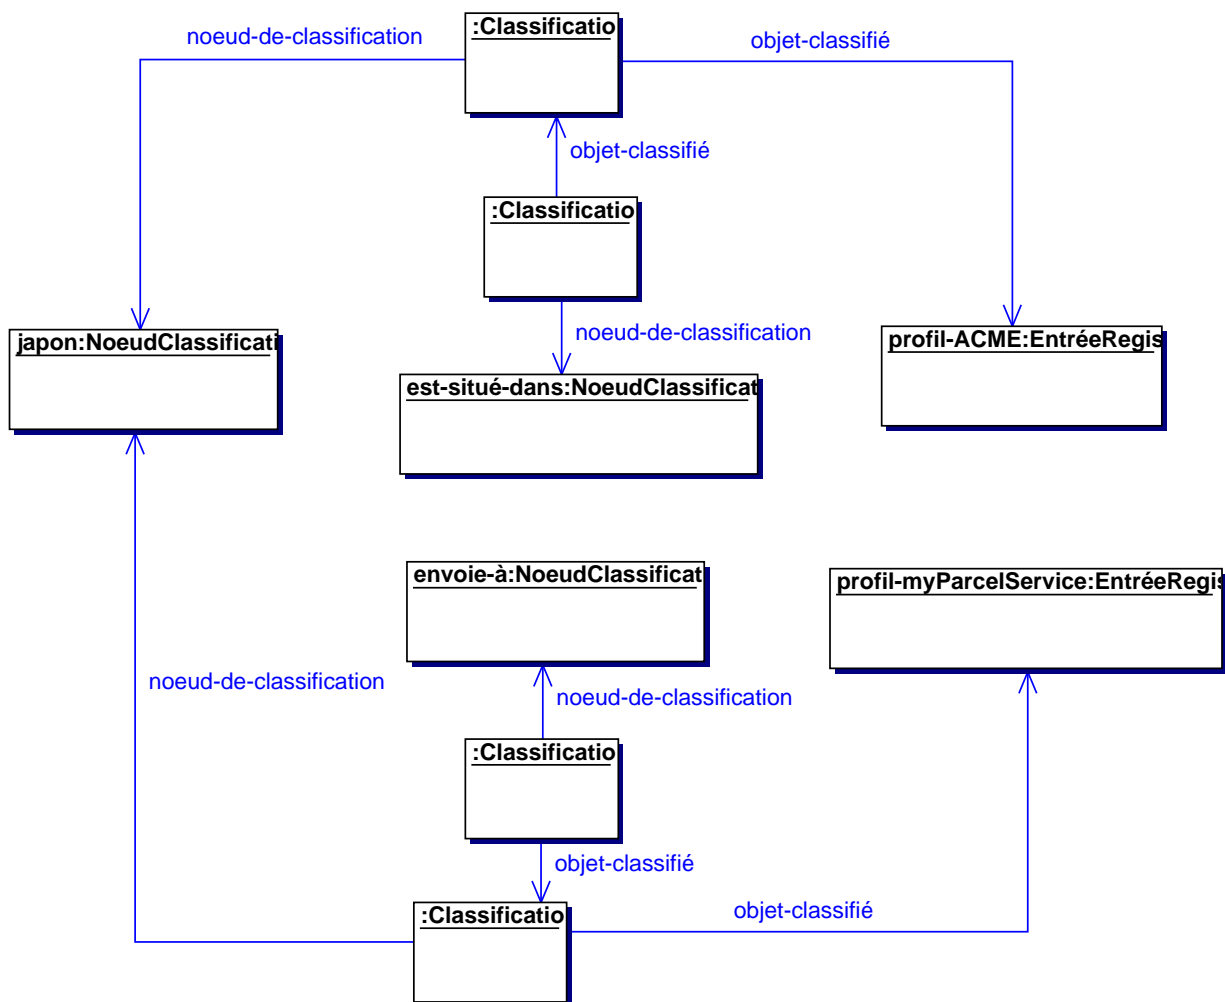 :Classificatio
noeud-de-classification
objet-classifié
objet-classifié
:Classificatio
noeud-de-classification
japon:NoeudClassificati
profil-ACME:EntréeRegis
est-situé-dans:NoeudClassificat
envoie-à:NoeudClassificat
profil-myParcelService:EntréeRegis
noeud-de-classification
noeud-de-classification
:Classificatio
objet-classifié
:Classificatio
objet-classifié